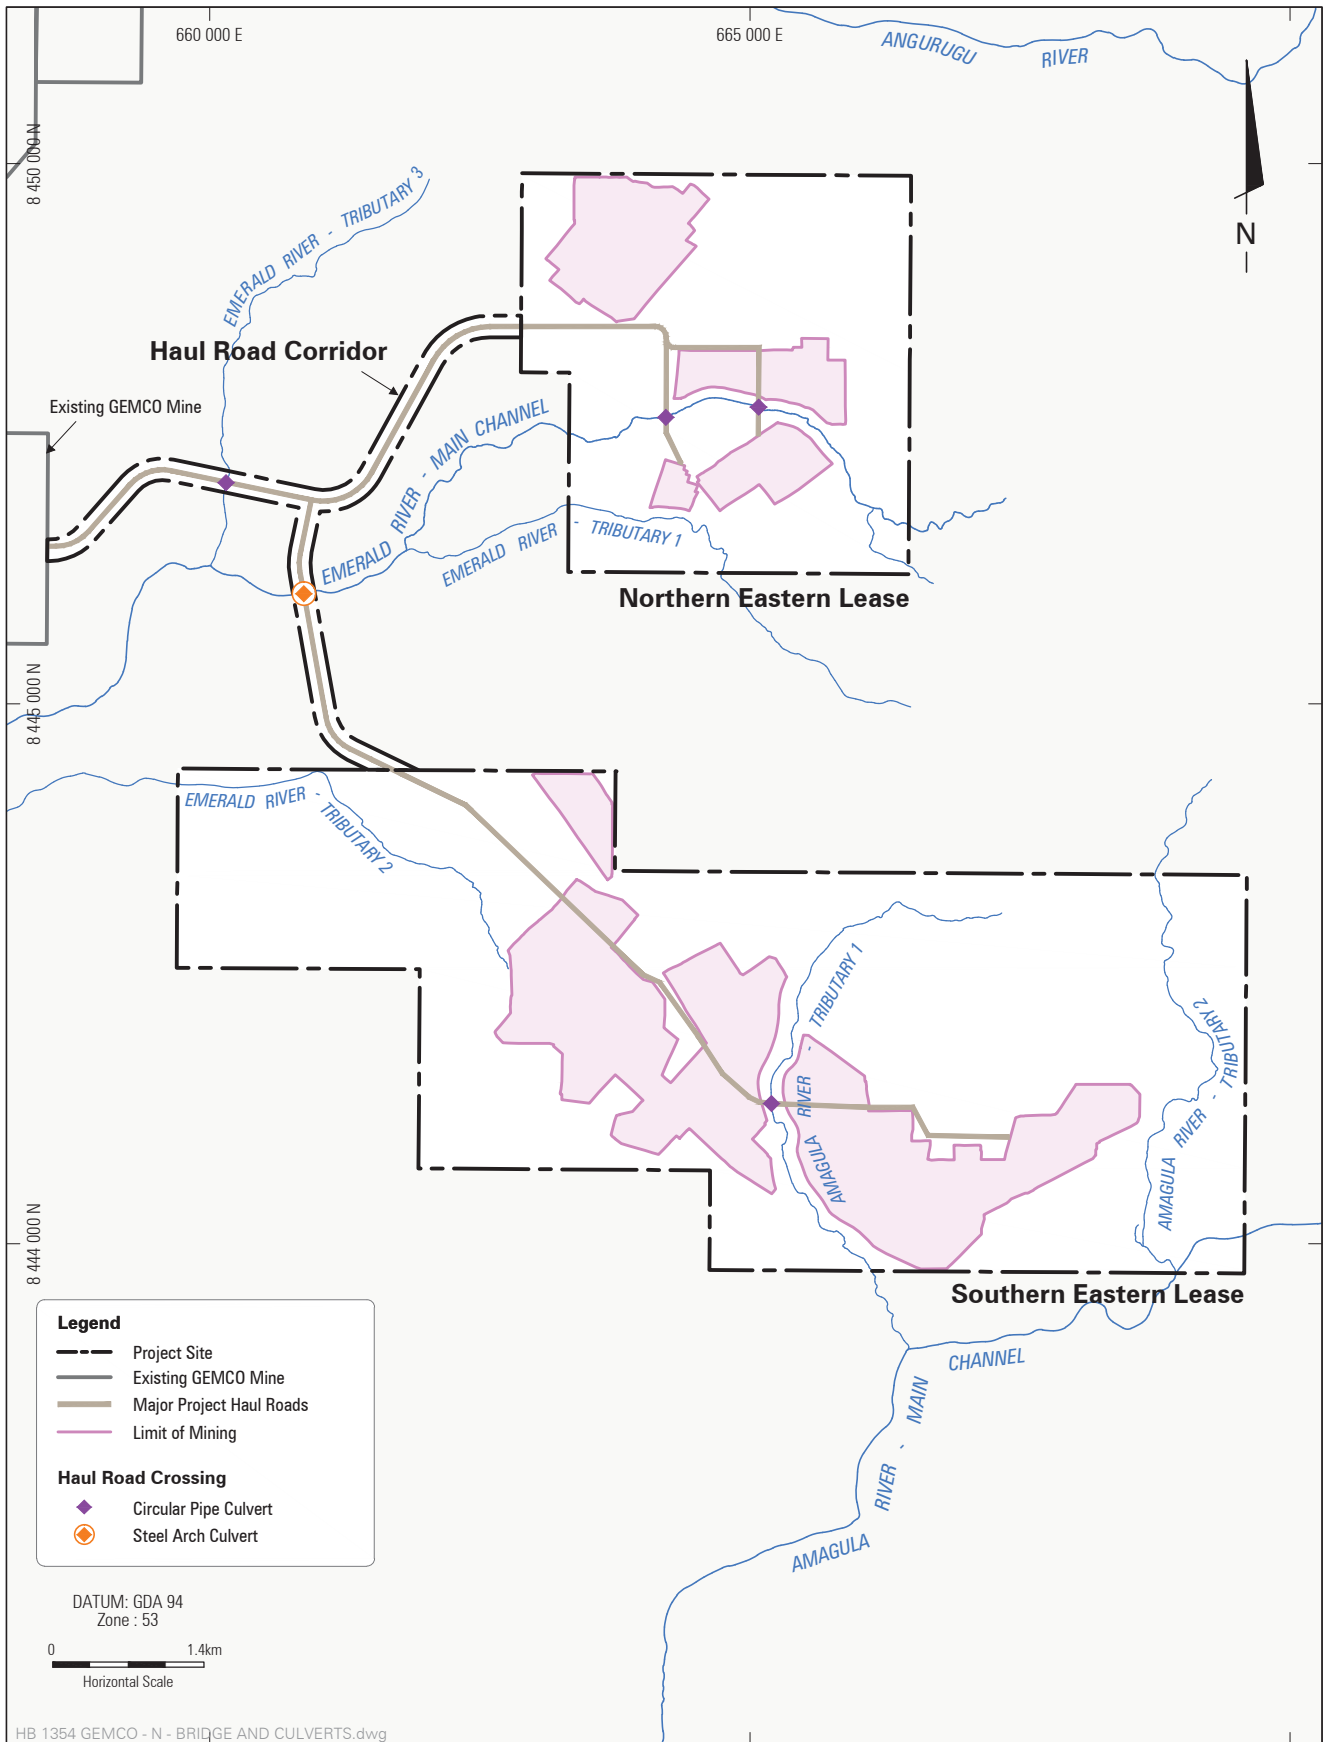 660 000 E
665 000 E
ANGURUGU RIVER
8 450 000 N
N
EMERALD RIVER - TRIBUTARY 3
Haul Road Corridor
Existing GEMCO Mine
EMERALD RIVER - MAIN CHANNEL
EMERALD RIVER - TRIBUTARY 1
Northern Eastern Lease
8 445 000 N
EMERALD RIVER - TRIBUTARY 2
AMAGULA RIVER - TRIBUTARY 1
AMAGULA RIVER - TRIBUTARY 2
8 444 000 N
Southern Eastern Lease
AMAGULA RIVER - MAIN CHANNEL
Legend
Project Site
Existing GEMCO Mine
Major Project Haul Roads
Limit of Mining
Haul Road Crossing
Circular Pipe Culvert
Steel Arch Culvert
DATUM: GDA 94
Zone : 53
0 1.4km
Horizontal Scale
HB 1354 GEMCO - N - BRIDGE AND CULVERTS.dwg